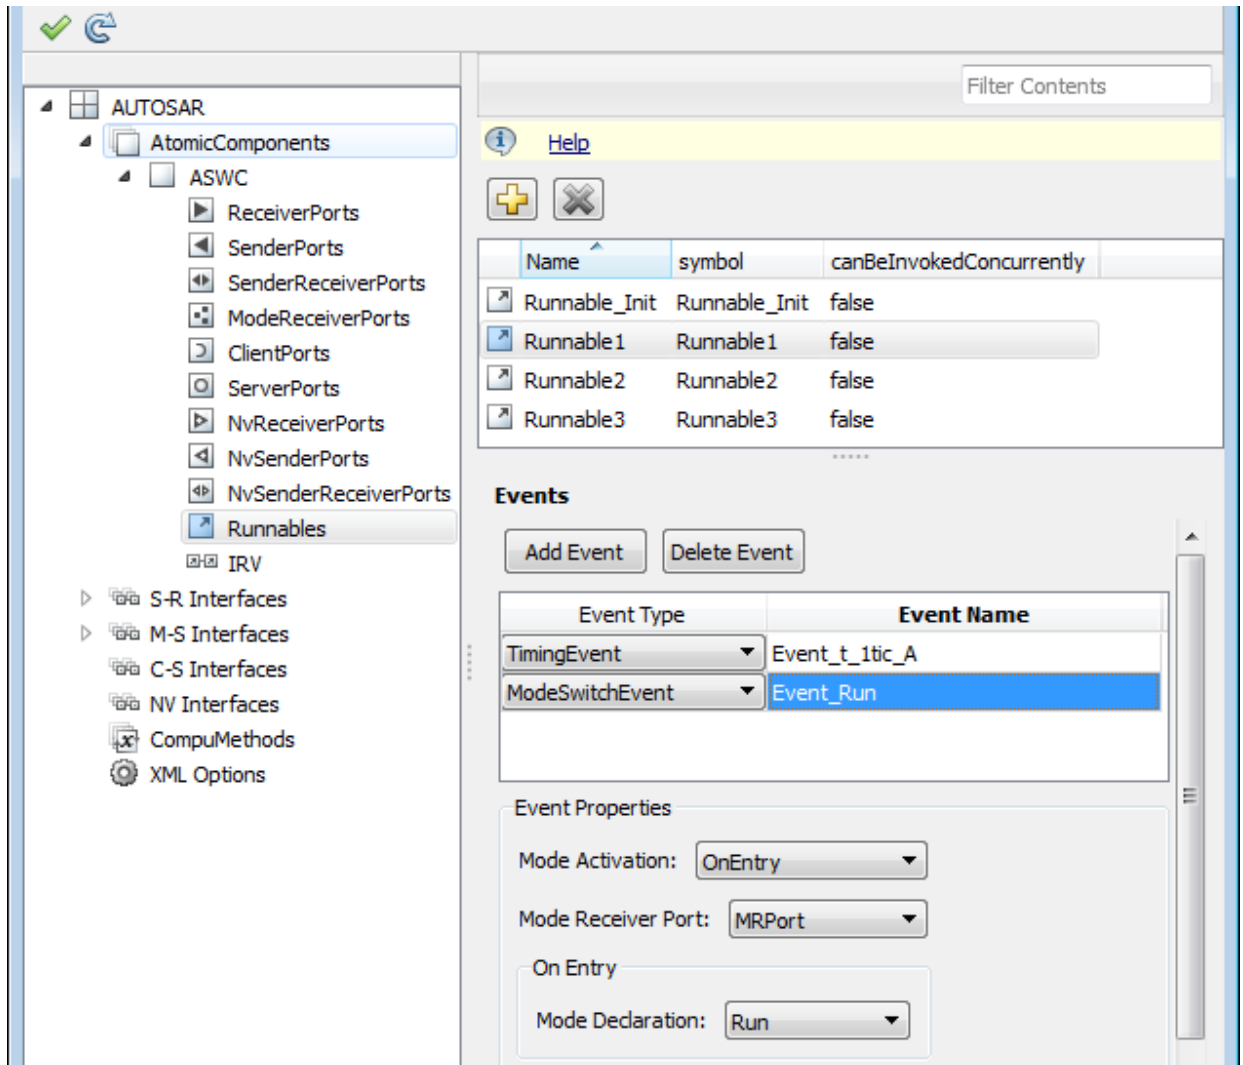 Filter Contents
AUTOSAR
AtomicComponents
ASWC
ReceiverPorts
SenderPorts
SenderReceiverPorts
ModeReceiverPorts
ClientPorts
ServerPorts
NvReceiverPorts
NvSenderPorts
NvSenderReceiverPorts
Runnables
IRV
S-R Interfaces
M-S Interfaces
C-S Interfaces
NV Interfaces
CompuMethods
XML Options
Help
Name symbol canBeInvokedConcurrently
Runnable_Init Runnable_Init false
Runnable1 Runnable1 false
Runnable2 Runnable2 false
Runnable3 Runnable3 false
Events
Add Event Delete Event
Event Type Event Name
TimingEvent Event_t_1tic_A
ModeSwitchEvent Event_Run
Event Properties
Mode Activation: OnEntry
Mode Receiver Port: MRPort
On Entry
Mode Declaration: Run